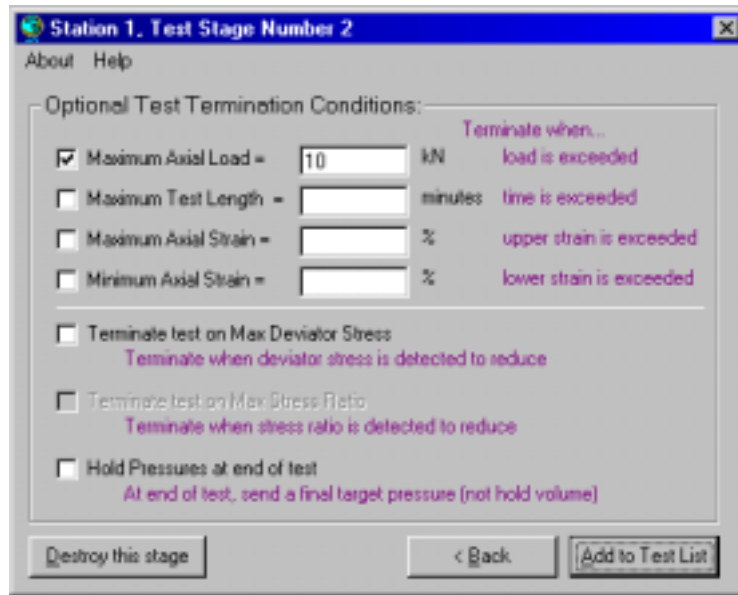 Station 1, Test Stage Number 2
About Help
Optional Test Termination Conditions:
Terminate when...
Maximum Axial Load = 10 kN load is exceeded
Maximum Test Length = minutes time is exceeded
Maximum Axial Strain = % upper strain is exceeded
Minimum Axial Strain = % lower strain is exceeded
Terminate test on Max Deviator Stress
Terminate when deviator stress is detected to reduce
Terminate test on Max Stress Ratio
Terminate when stress ratio is detected to reduce
Hold Pressures at end of test
At end of test, send a final target pressure (not hold volume)
Destroy this stage < Back Add to Test List